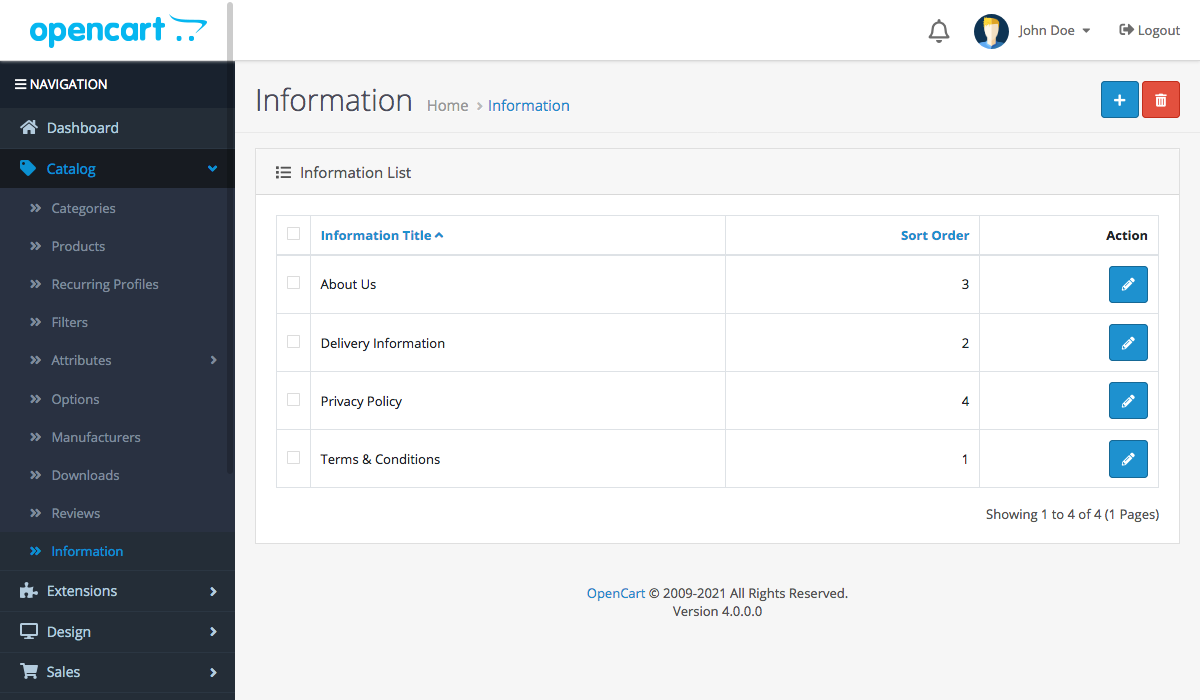 opencart
John Doe
Logout
NAVIGATION
Dashboard
Catalog
Categories
Products
Recurring Profiles
Filters
Attributes
Options
Manufacturers
Downloads
Reviews
Information
Extensions
Design
Sales
Information Home Information
Information List
Information Title Sort Order Action
About Us 3
Delivery Information 2
Privacy Policy 4
Terms & Conditions 1
Showing 1 to 4 of 4 (1 Pages)
OpenCart © 2009-2021 All Rights Reserved.
Version 4.0.0.0